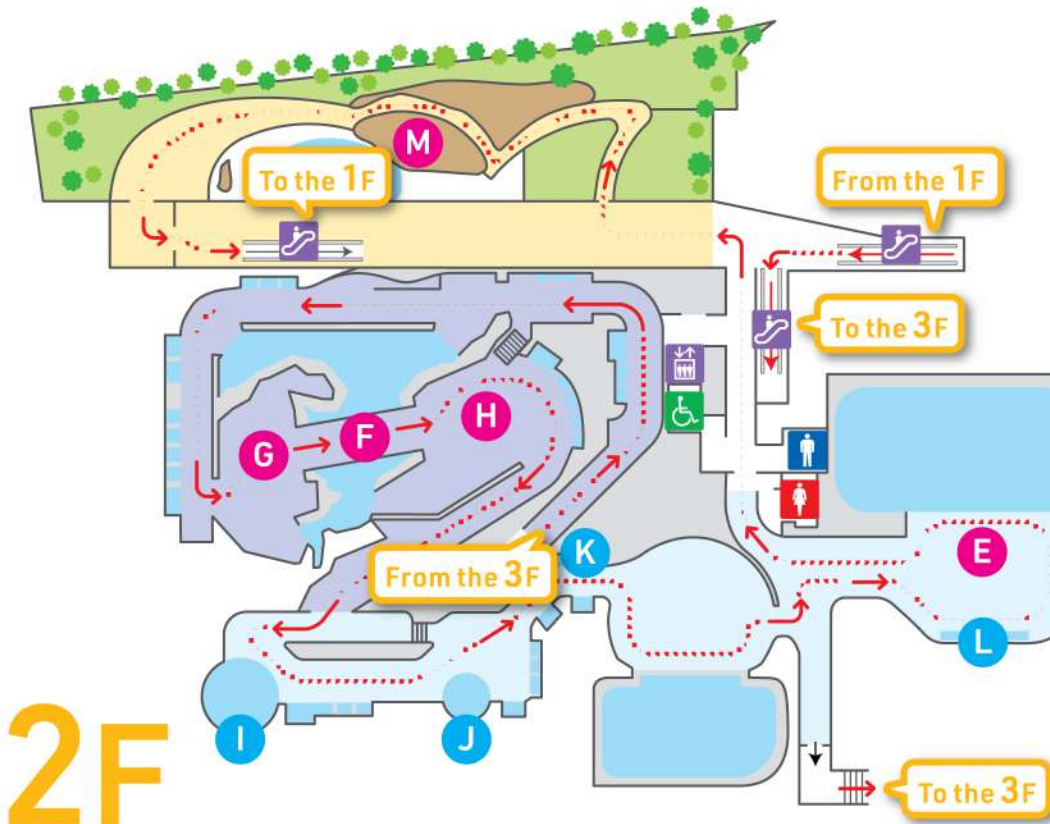 M
To the 1F
From the 1F
To the 3F
H
F
G
K
From the 3F
E
L
I
J
2F
To the 3F